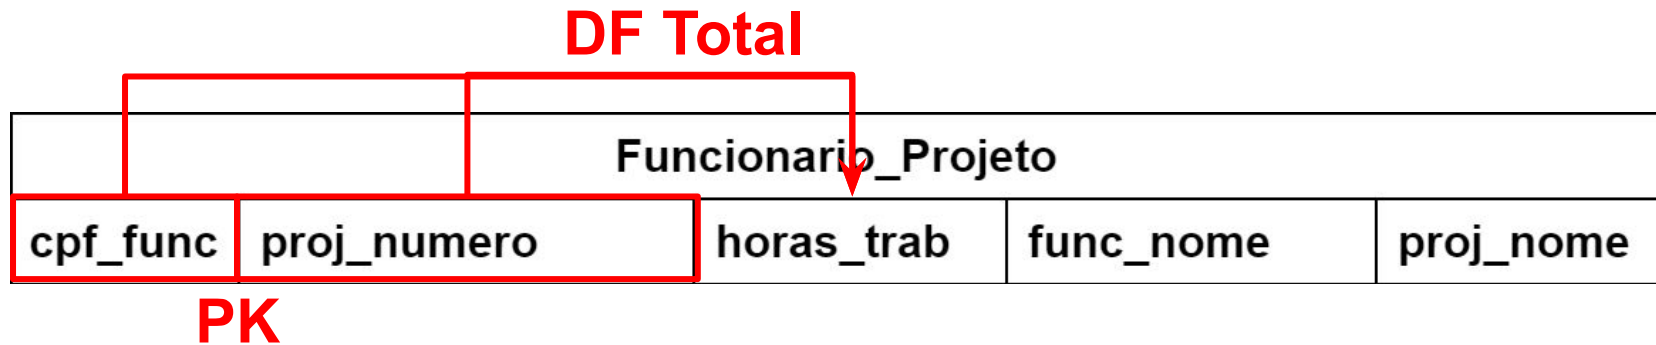 DF Total
Funcionario_Projeto
cpf_func proj_numero horas_trab func_nome proj_nome
PK